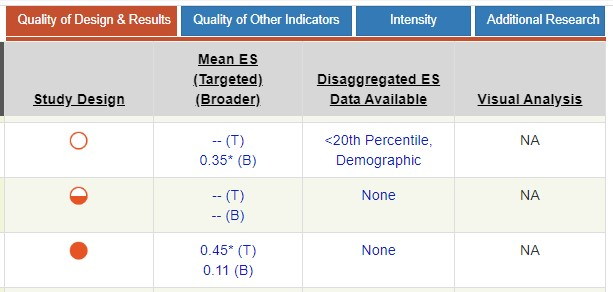 Quality of Design & Results Quality of Other Indicators Intensity Additional Research
Study Design Mean ES (Targeted) (Broader) Disaggregated ES Data Available Visual Analysis
-- (T) <20th Percentile, NA
0.35* (B) Demographic
-- (T) None NA
-- (B)
0.45* (T) None NA
0.11 (B)